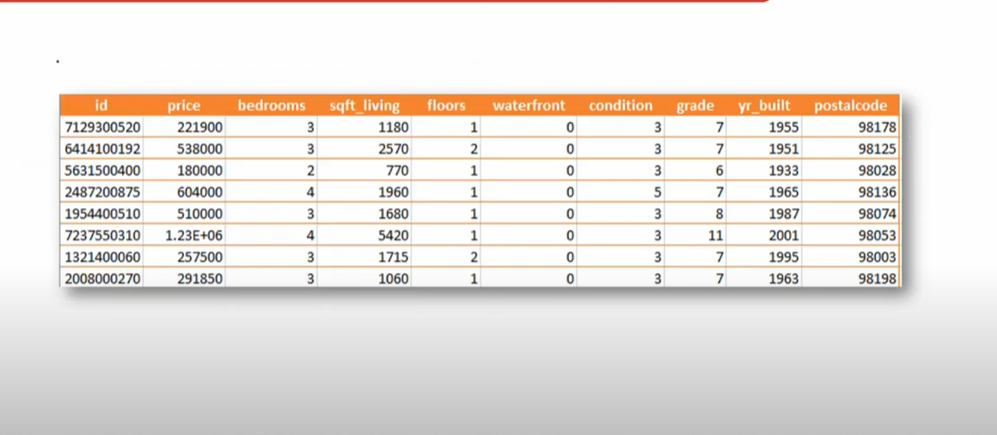 id price bedrooms sqft_living floors waterfront condition grade yr_built postalcode
7129300520 221900 3 1180 1 0 3 7 1955 98178
6414100192 538000 3 2570 2 0 3 7 1951 98125
5631500400 180000 2 770 1 0 3 6 1933 98028
2487200875 604000 4 1960 1 0 5 7 1965 98136
1954400510 510000 3 1680 1 0 3 8 1987 98074
7237550310 1.23E+06 4 5420 1 0 3 11 2001 98053
1321400060 257500 3 1715 2 0 3 7 1995 98003
2008000270 291850 3 1060 1 0 3 7 1963 98198